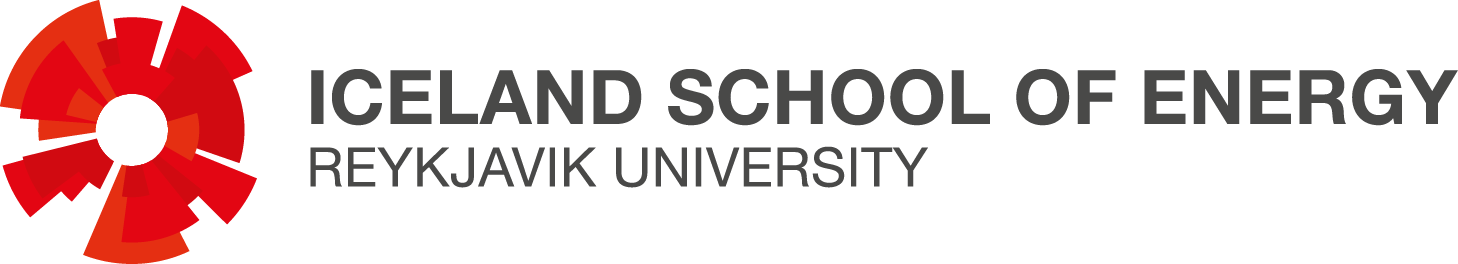 ICELAND SCHOOL OF ENERGY
REYKJAVIK UNIVERSITY